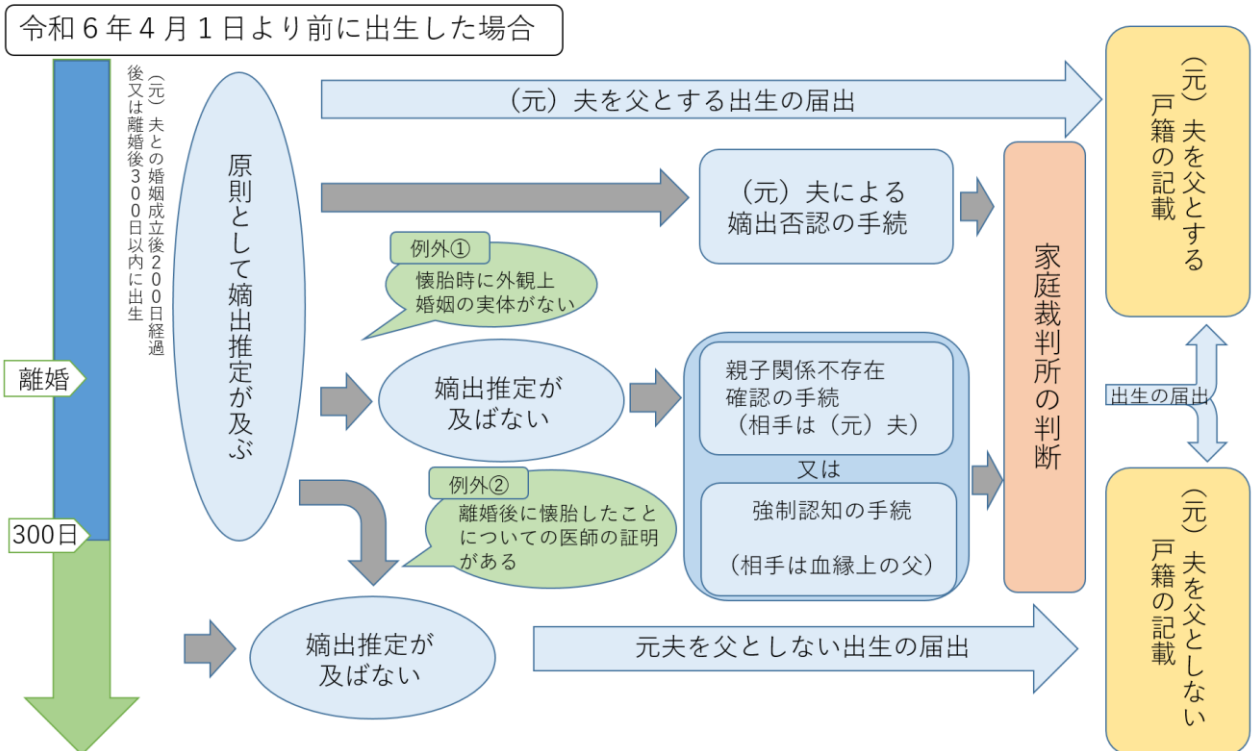 令和６年４月１日より前に出生した場合
（元）夫との婚姻成立後２００日経過
後又は離婚後３００日以内に出生
離婚
300日
原則として嫡出推定が及ぶ
（元）夫を父とする出生の届出
（元）夫による
嫡出否認の手続
例外①
懐胎時に外観上
婚姻の実体がない
嫡出推定が
及ばない
親子関係不存在
確認の手続
（相手は（元）夫）
又は
強制認知の手続
（相手は血縁上の父）
例外②
離婚後に懐胎したこと
についての医師の証明
がある
嫡出推定が
及ばない
元夫を父としない出生の届出
家庭裁判所の判断
出生の届出
（元）夫を父とする
戸籍の記載
（元）夫を父としない
戸籍の記載